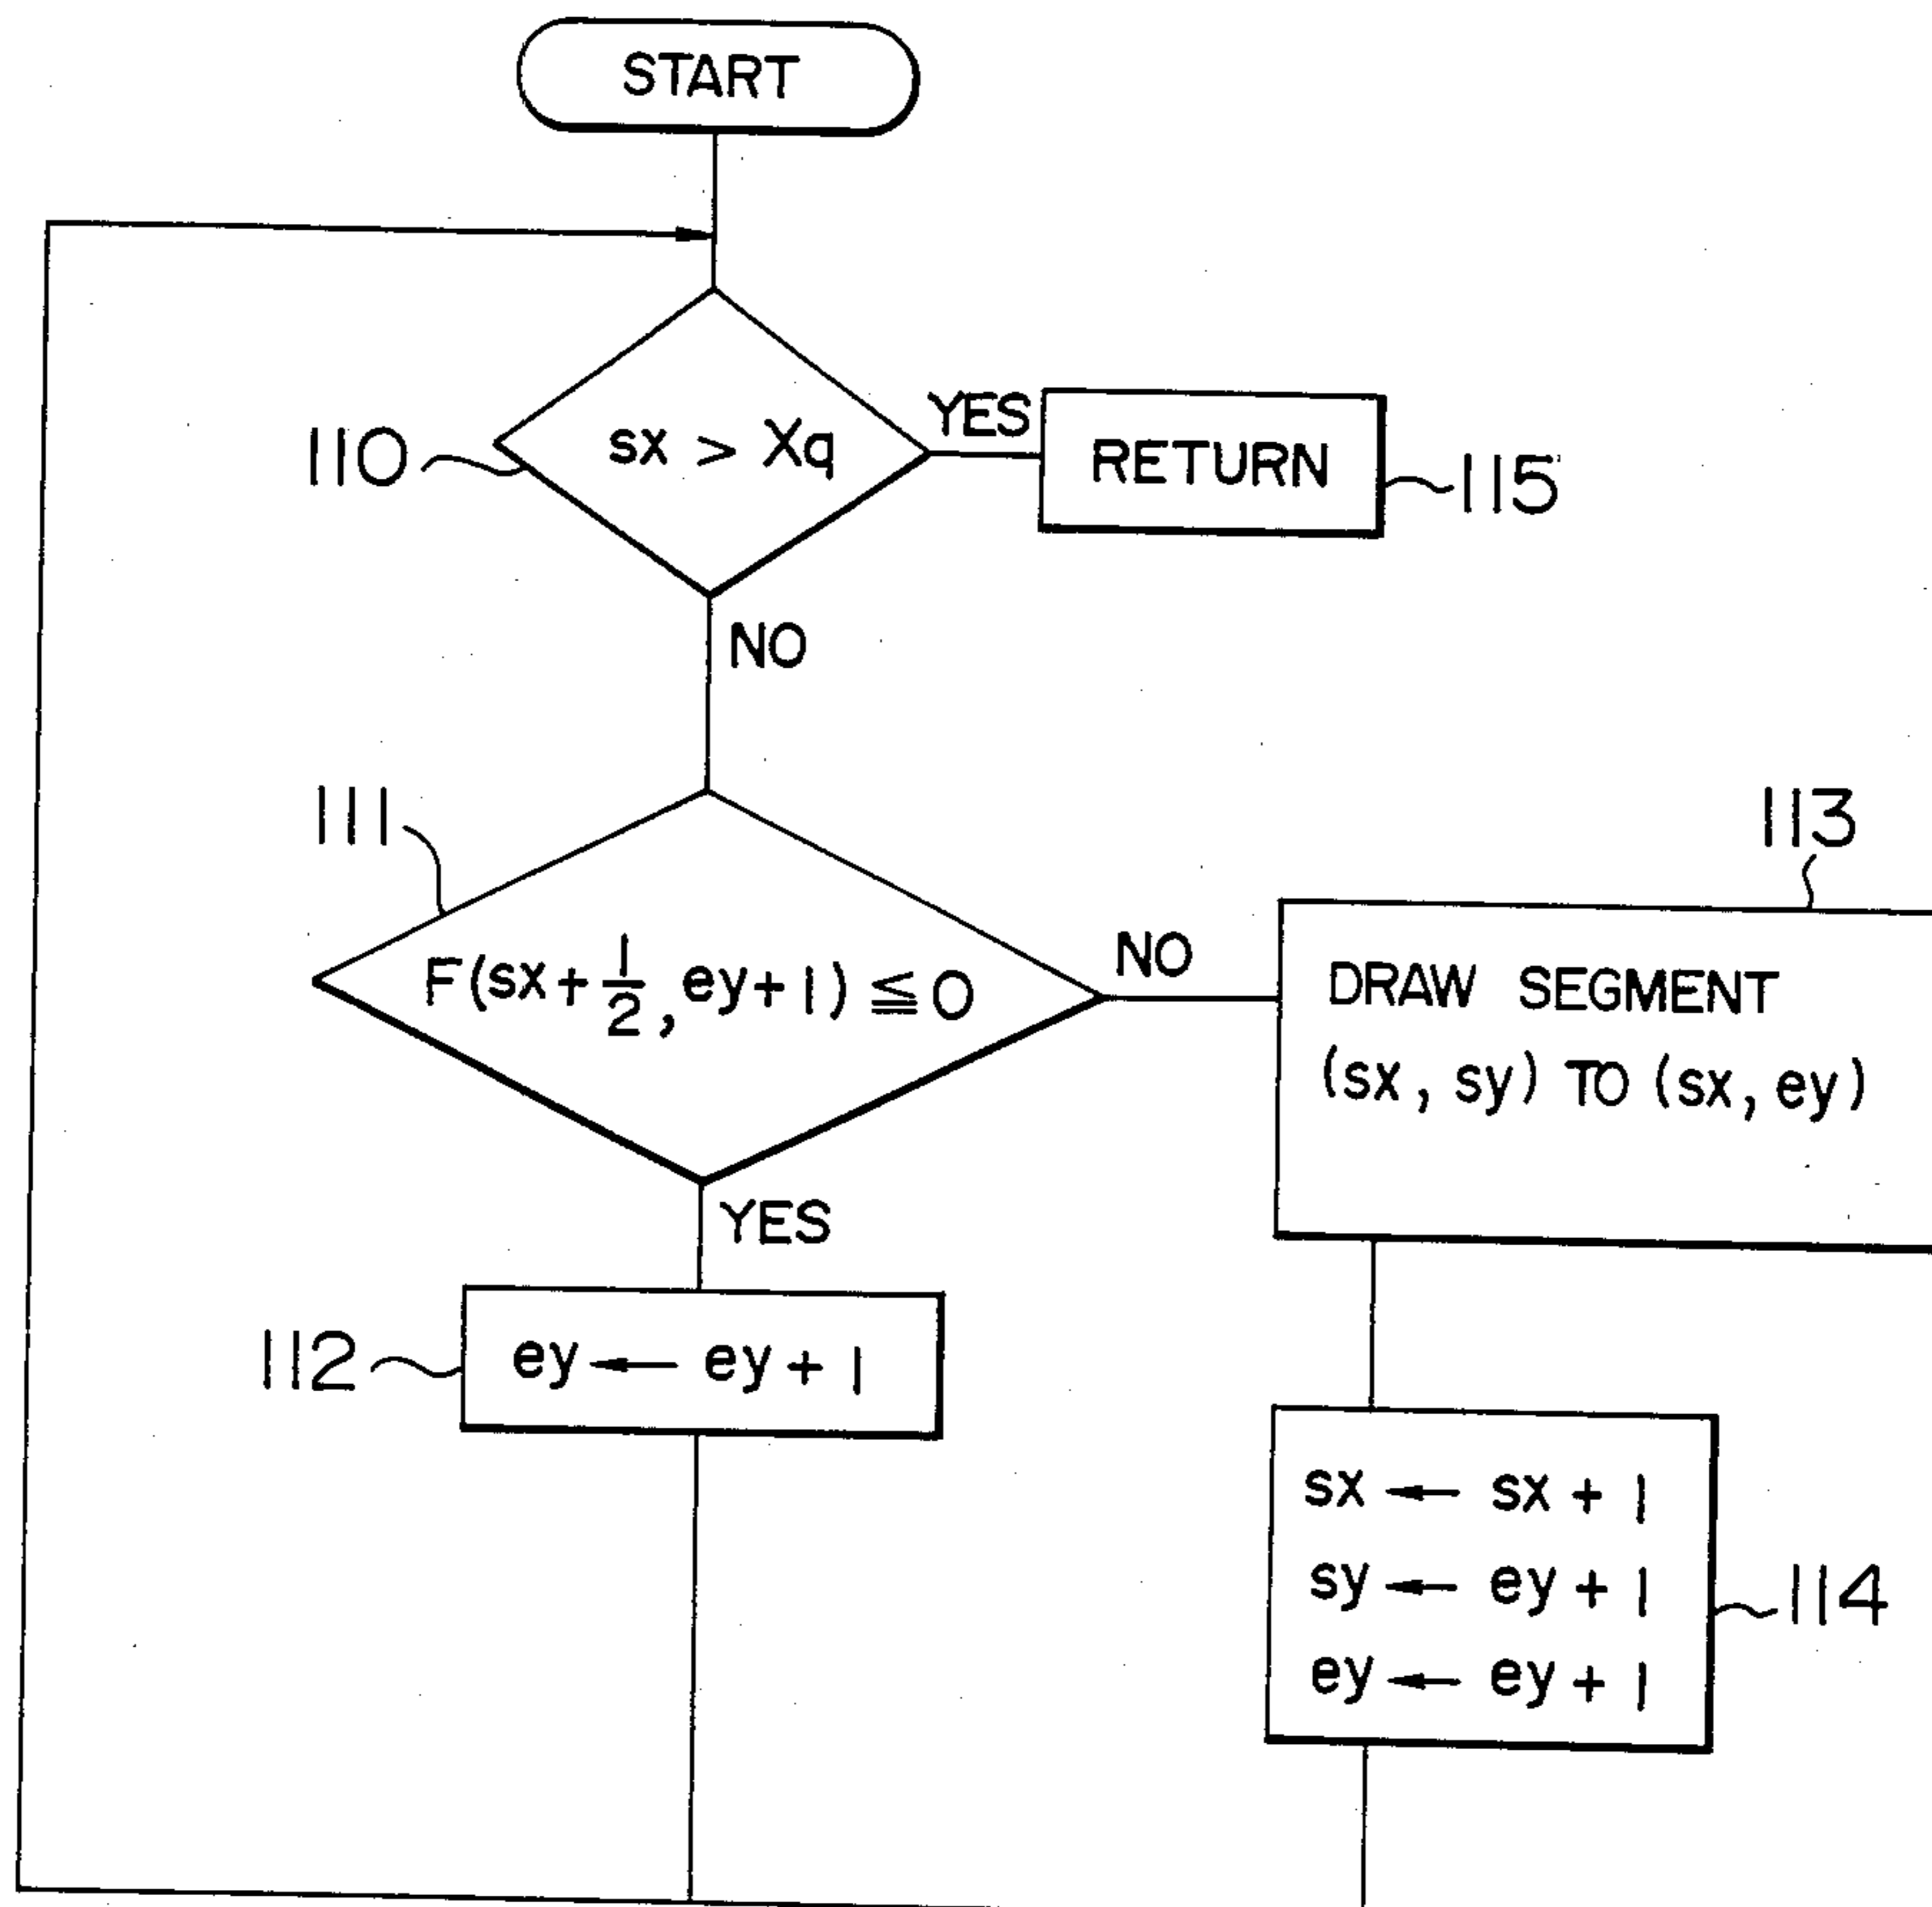 START
110
sx > Xq
YES
RETURN
115
NO
111
F(sx+1/2, ey+1) ≦ 0
NO
113
DRAW SEGMENT
(sx, sy) TO (sx, ey)
YES
112
ey ← ey + 1
sx ← sx + 1
sy ← ey + 1
ey ← ey + 1
114